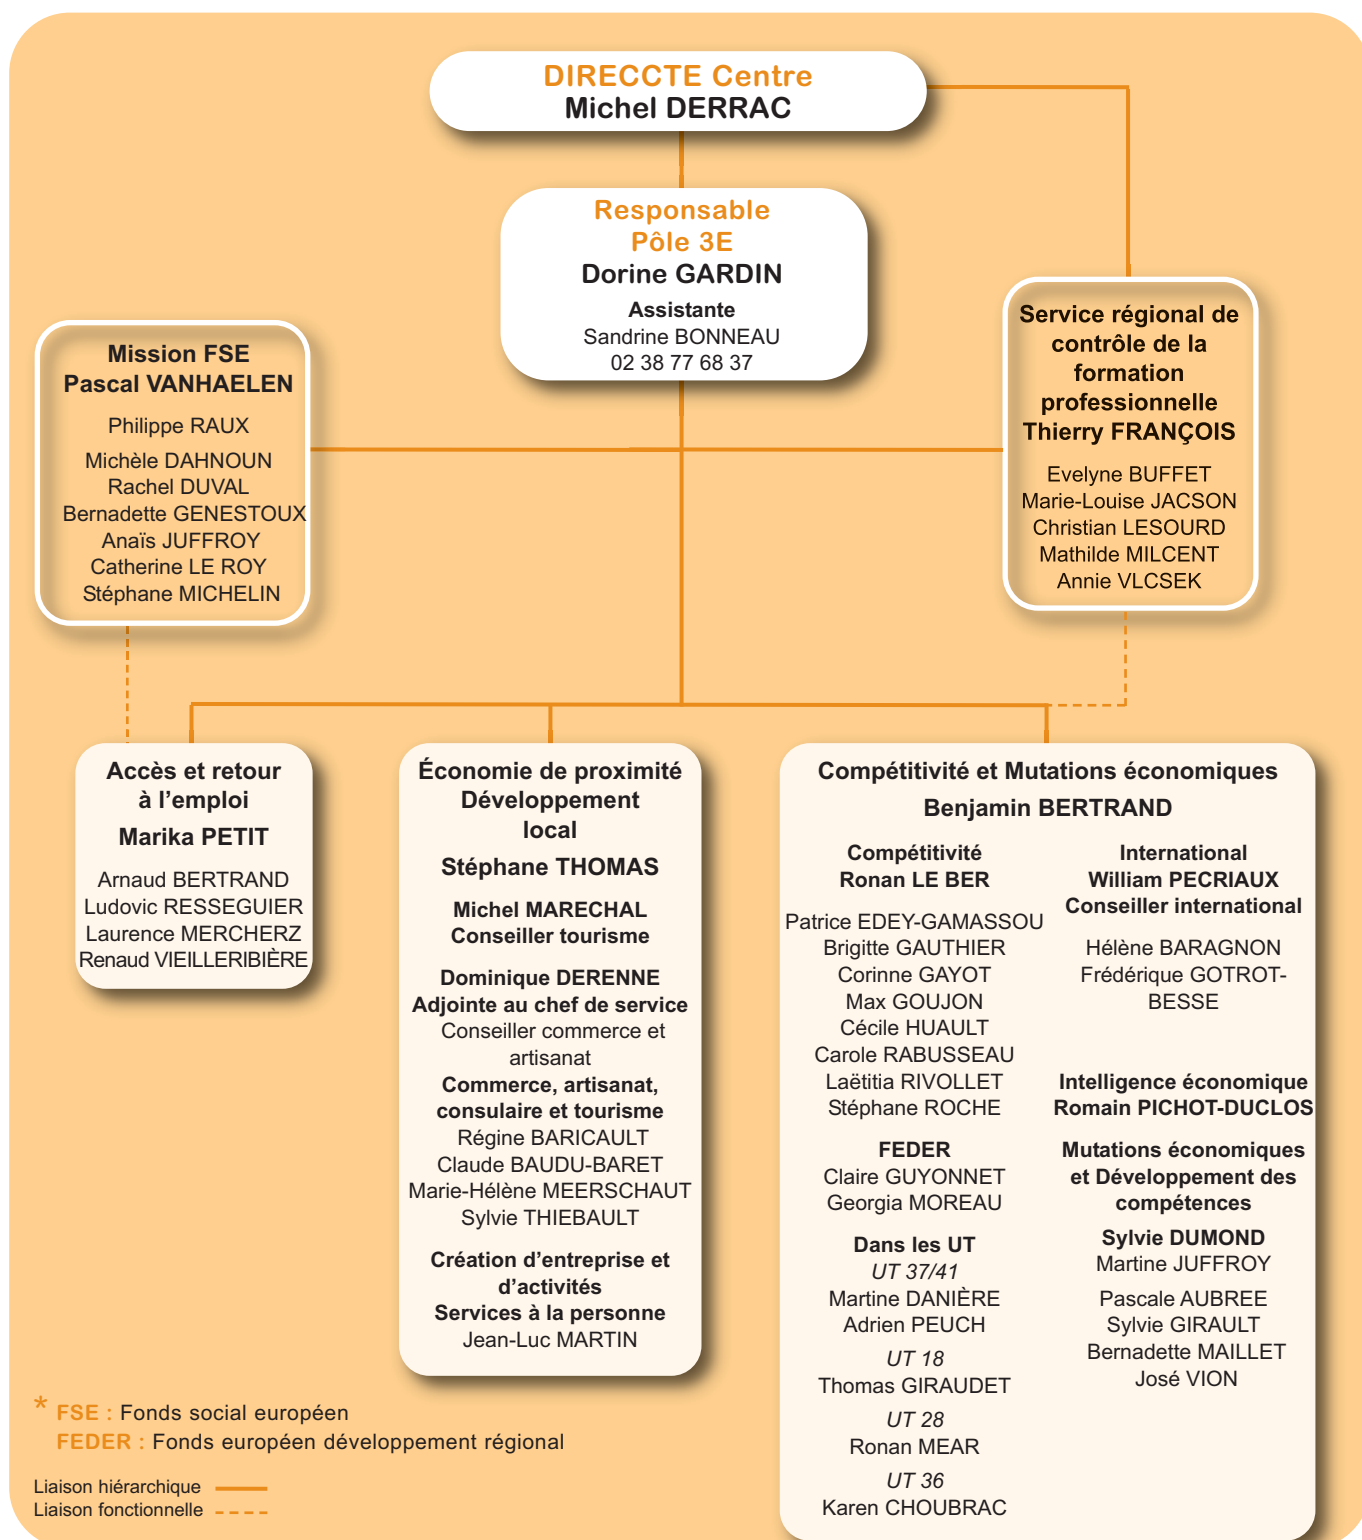 DIRECCTE Centre
Michel DERRAC
Responsable
Pôle 3E
Dorine GARDIN
Assistante
Sandrine BONNEAU
02 38 77 68 37
Mission FSE
Pascal VANHAELEN
Philippe RAUX
Michèle DAHNOUN
Rachel DUVAL
Bernadette GENESTOUX
Anaïs JUFFROY
Catherine LE ROY
Stéphane MICHELIN
Service régional de
contrôle de la
formation
professionnelle
Thierry FRANÇOIS
Evelyne BUFFET
Marie-Louise JACSON
Christian LESOURD
Mathilde MILCENT
Annie VLCSEK
Accès et retour
à l’emploi
Marika PETIT
Arnaud BERTRAND
Ludovic RESSEGUIER
Laurence MERCHERZ
Renaud VIEILLERIBIÈRE
Économie de proximité
Développement
local
Stéphane THOMAS
Michel MARECHAL
Conseiller tourisme
Dominique DERENNE
Adjointe au chef de service
Conseiller commerce et
artisanat
Commerce, artisanat,
consulaire et tourisme
Régine BARICAULT
Claude BAUDU-BARET
Marie-Hélène MEERSCHAUT
Sylvie THIEBAULT
Création d’entreprise et
d’activités
Services à la personne
Jean-Luc MARTIN
Compétitivité et Mutations économiques
Benjamin BERTRAND
Compétitivité
Ronan LE BER
Patrice EDEY-GAMASSOU
Brigitte GAUTHIER
Corinne GAYOT
Max GOUJON
Cécile HUAULT
Carole RABUSSEAU
Laëtitia RIVOLLET
Stéphane ROCHE
FEDER
Claire GUYONNET
Georgia MOREAU
Dans les UT
UT 37/41
Martine DANIÈRE
Adrien PEUCH
UT 18
Thomas GIRAUDET
UT 28
Ronan MEAR
UT 36
Karen CHOUBRAC
International
William PECRIAUX
Conseiller international
Hélène BARAGNON
Frédérique GOTROT-
BESSE
Intelligence économique
Romain PICHOT-DUCLOS
Mutations économiques
et Développement des
compétences
Sylvie DUMOND
Martine JUFFROY
Pascale AUBREE
Sylvie GIRAULT
Bernadette MAILLET
José VION
* FSE : Fonds social européen
FEDER : Fonds européen développement régional
Liaison hiérarchique
Liaison fonctionnelle